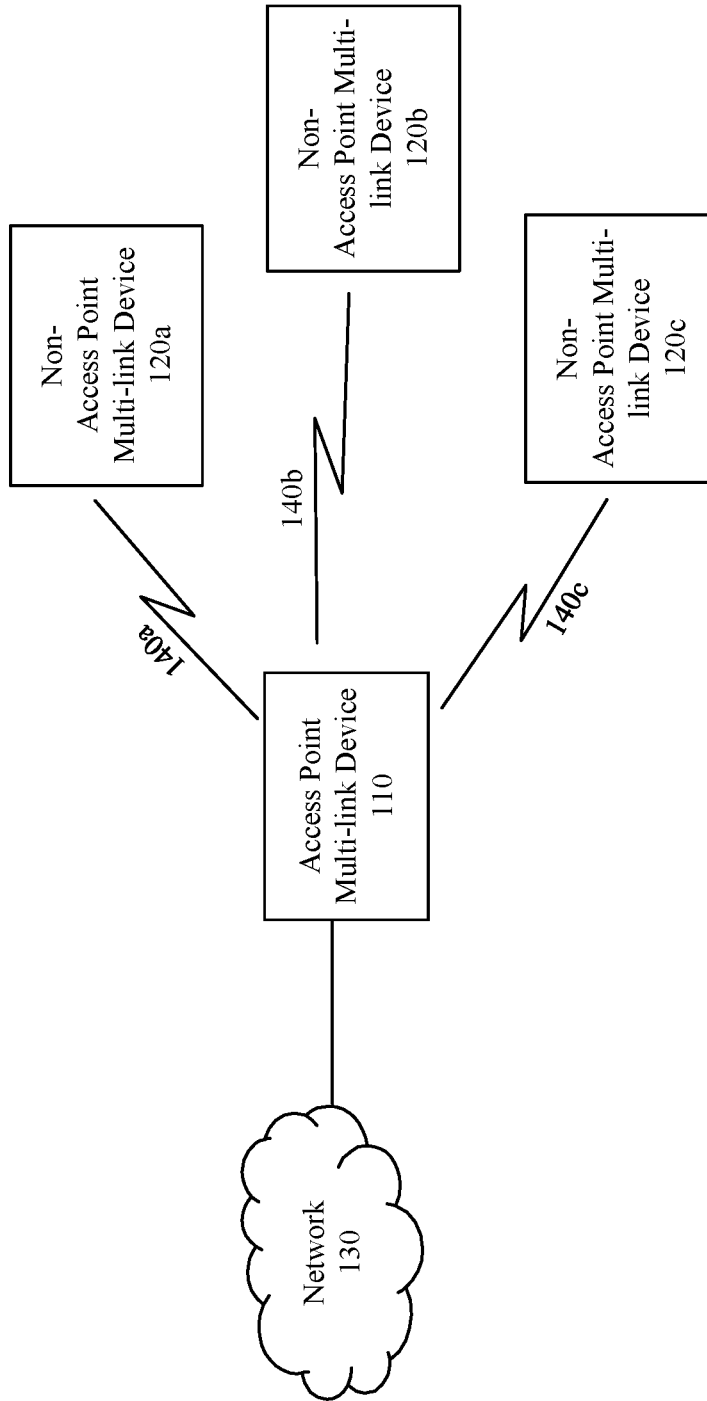 Network
130
Access Point
Multi-link Device
110
140a
140b
140c
Non-
Access Point
Multi-link Device
120a
Non-
Access Point Multi-
link Device
120b
Non-
Access Point Multi-
link Device
120c